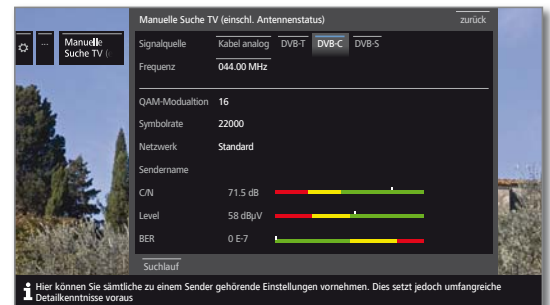 Manuelle Suche TV (einschl. Antennenstatus) zurück
... Manuelle
Suche TV (
Signalquelle Kabel analog DVB-T DVB-C DVB-S
Frequenz 044.00 MHz
QAM-Modualtion 16
Symbolrate 22000
Netzwerk Standard
Sendername
C/N 71.5 dB
Level 58 dBµV
BER 0 E-7
Suchlauf
Hier können Sie sämtliche zu einem Sender gehörende Einstellungen vornehmen. Dies setzt jedoch umfangreiche
Detailkenntnisse voraus